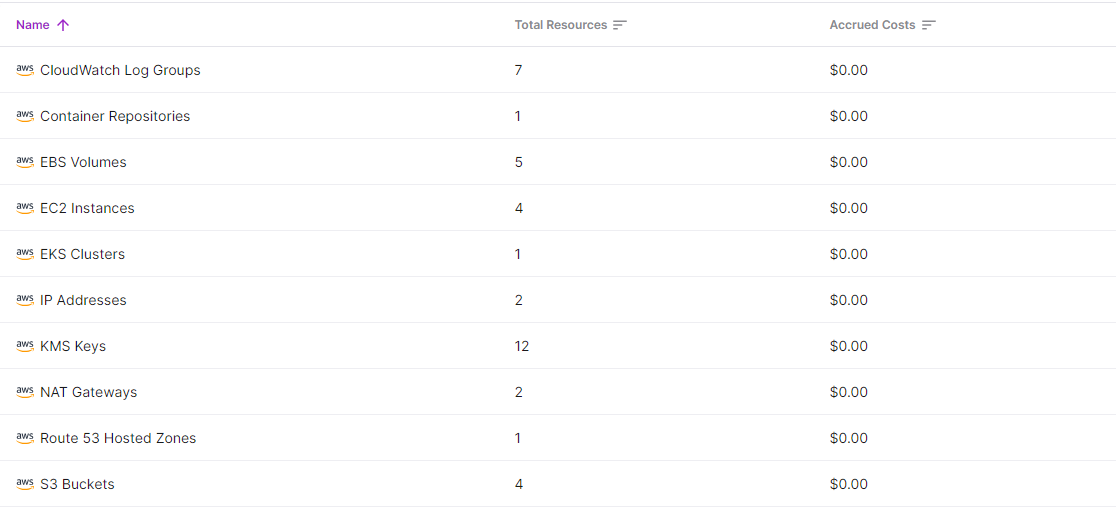 Name Total Resources Accrued Costs
aws CloudWatch Log Groups 7 $0.00
aws Container Repositories 1 $0.00
aws EBS Volumes 5 $0.00
aws EC2 Instances 4 $0.00
aws EKS Clusters 1 $0.00
aws IP Addresses 2 $0.00
aws KMS Keys 12 $0.00
aws NAT Gateways 2 $0.00
aws Route 53 Hosted Zones 1 $0.00
aws S3 Buckets 4 $0.00